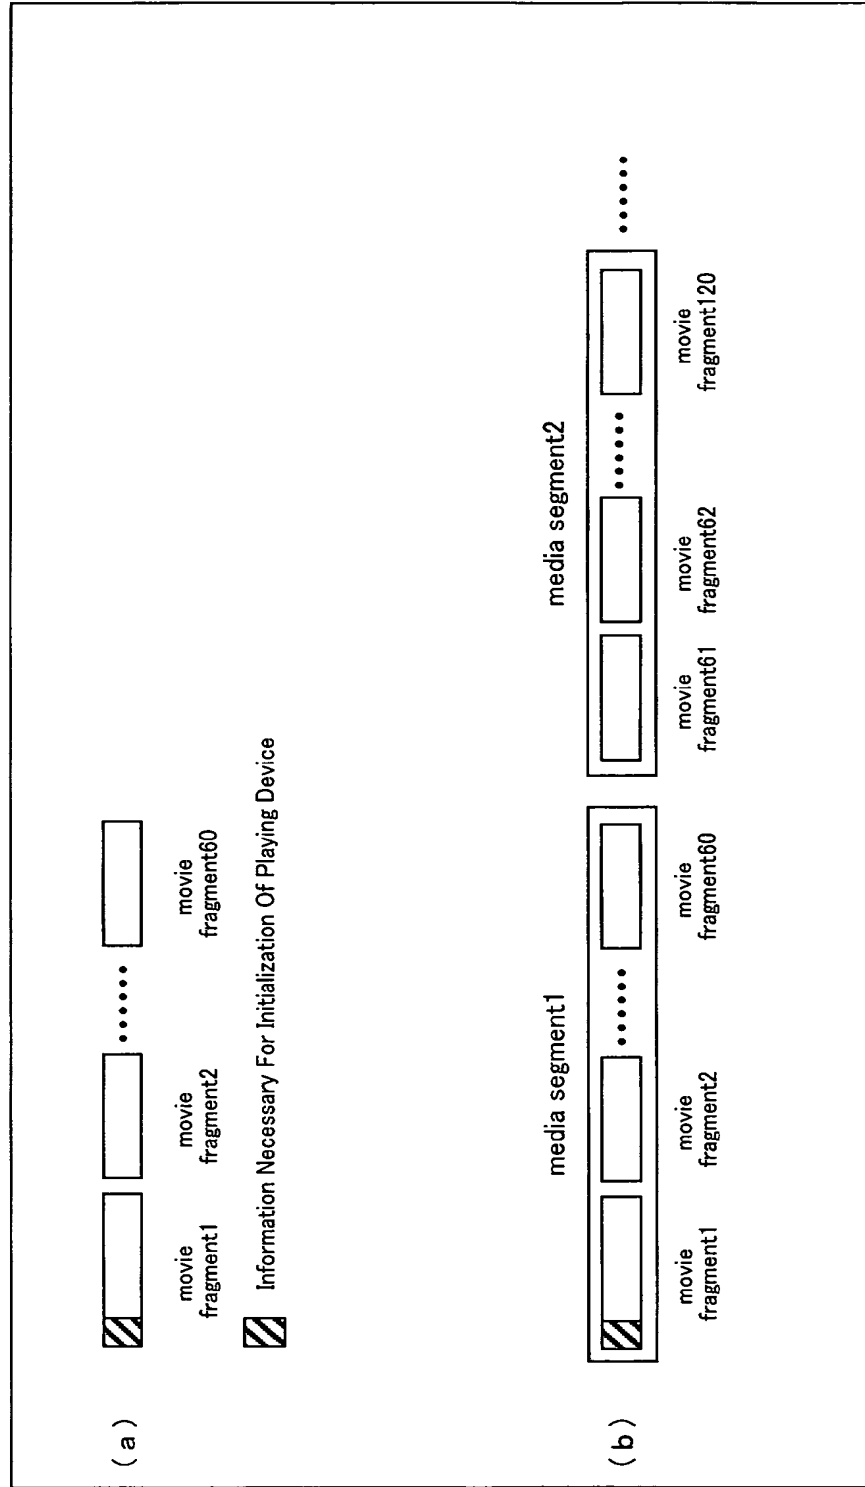 (a)
movie
fragment1
movie
fragment2
••••••
movie
fragment60
Information Necessary For Initialization Of Playing Device
(b)
media segment1
movie
fragment1
movie
fragment2
••••••
movie
fragment60
media segment2
movie
fragment61
movie
fragment62
••••••
movie
fragment120
••••••